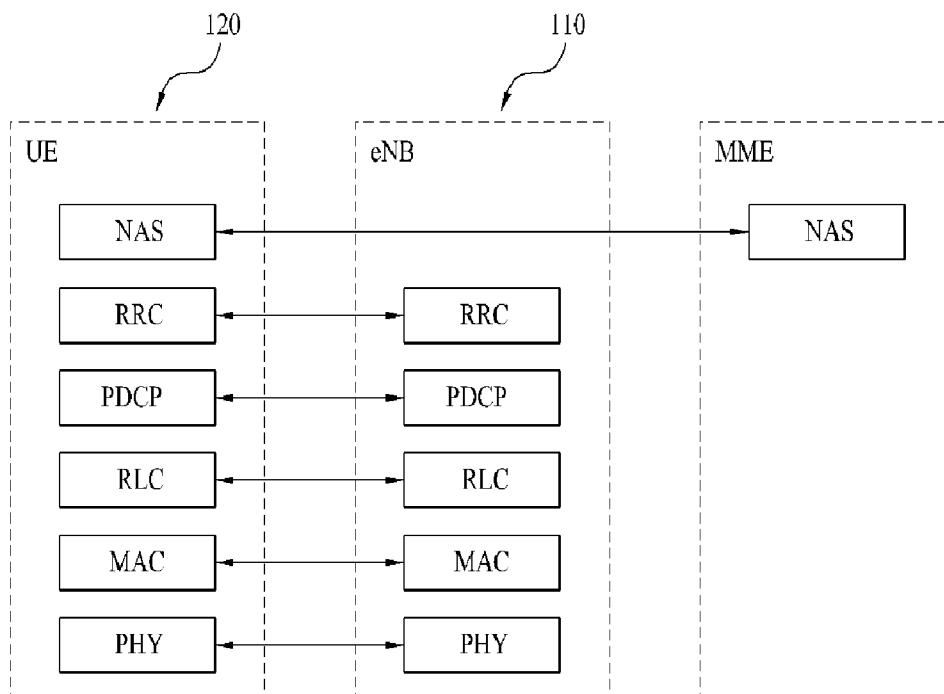 120 110
UE eNB MME
NAS NAS
RRC RRC
PDCP PDCP
RLC RLC
MAC MAC
PHY PHY